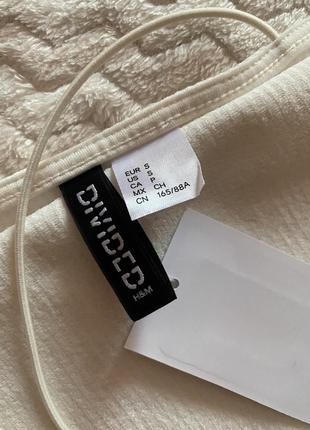 EUR S
US S
CA P
MX CH
CN 165/88A
DIVIDED
H&M